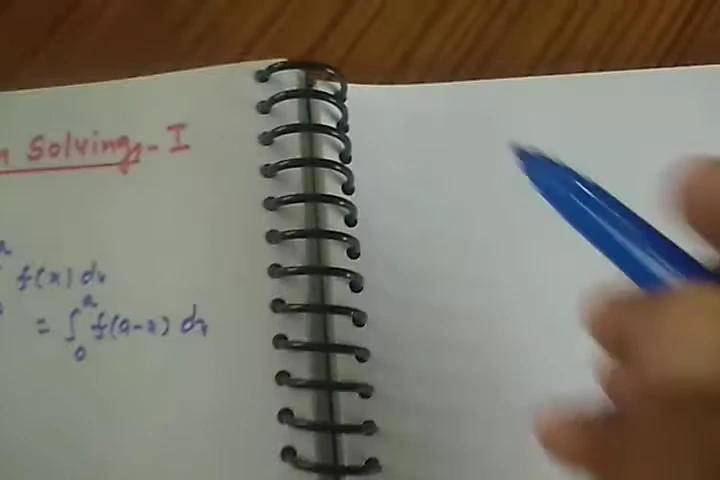 Solving - I
a
f(x) dx
= ∫₀ᵃ f(a-x) dx